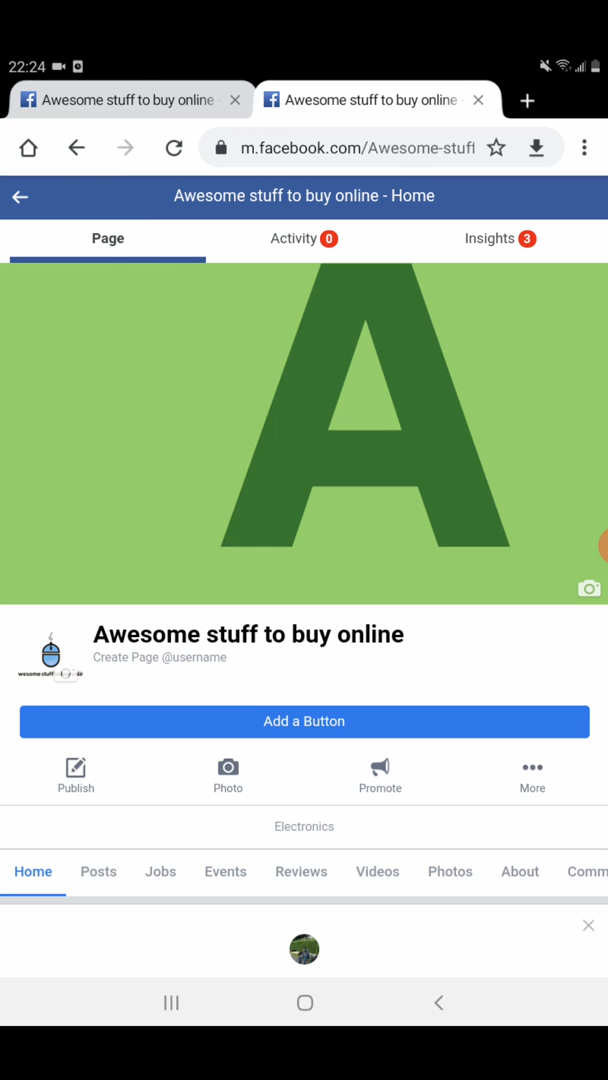 22:24
Awesome stuff to buy online
Awesome stuff to buy online
m.facebook.com/Awesome-stuff
Awesome stuff to buy online - Home
Page
Activity 0
Insights 3
A
Awesome stuff to buy online
Create Page @username
Add a Button
Publish
Photo
Promote
More
Electronics
Home
Posts
Jobs
Events
Reviews
Videos
Photos
About
Comm